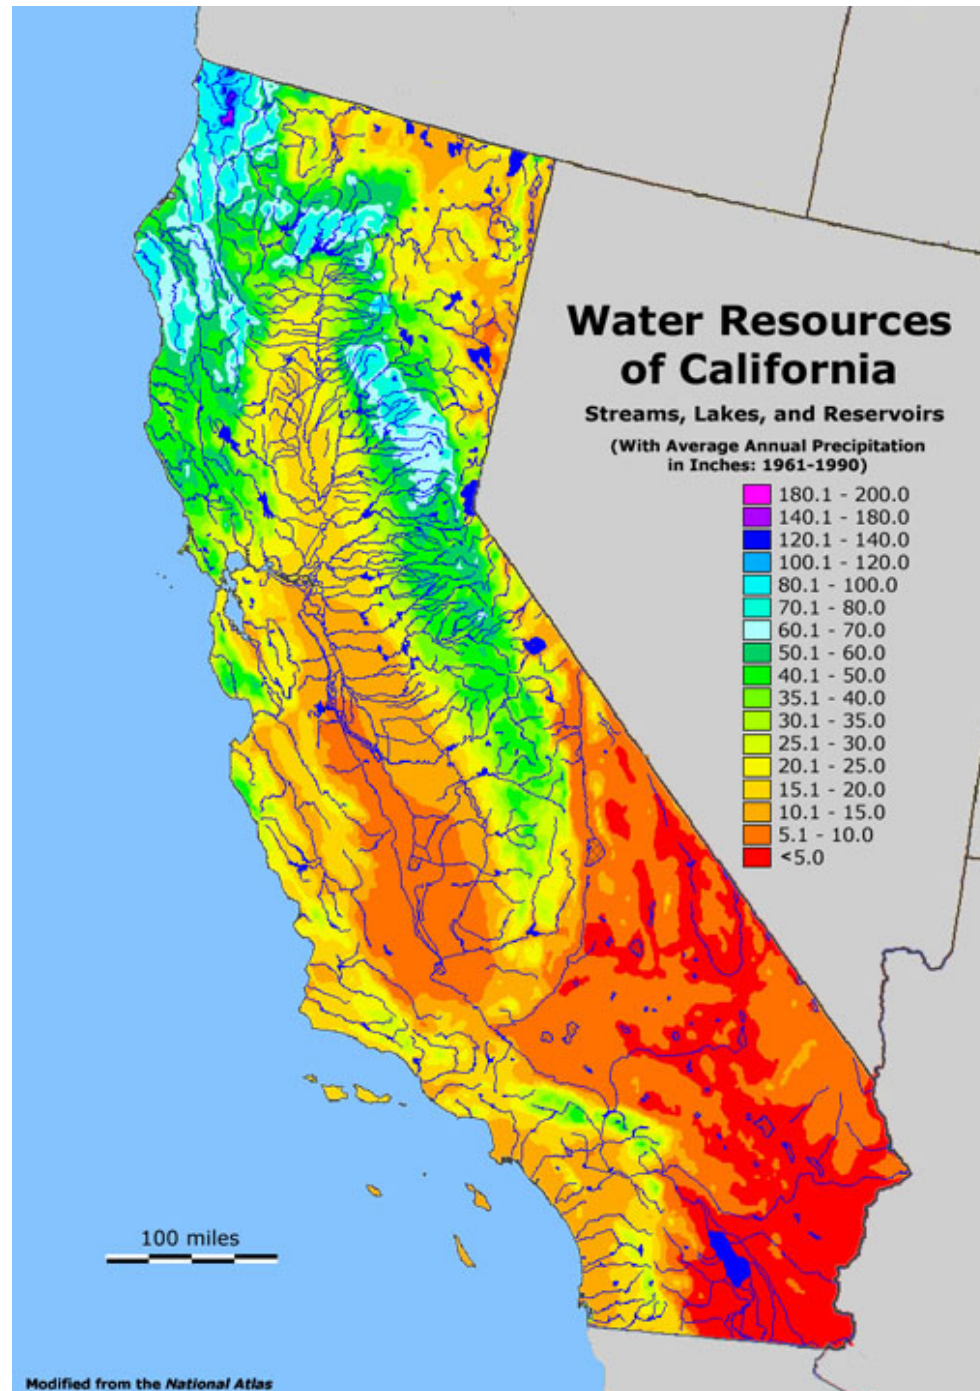 Water Resources
of California
Streams, Lakes, and Reservoirs
(With Average Annual Precipitation
in Inches: 1961-1990)
180.1 - 200.0
140.1 - 180.0
120.1 - 140.0
100.1 - 120.0
80.1 - 100.0
70.1 - 80.0
60.1 - 70.0
50.1 - 60.0
40.1 - 50.0
35.1 - 40.0
30.1 - 35.0
25.1 - 30.0
20.1 - 25.0
15.1 - 20.0
10.1 - 15.0
5.1 - 10.0
<5.0
100 miles
Modified from the National Atlas